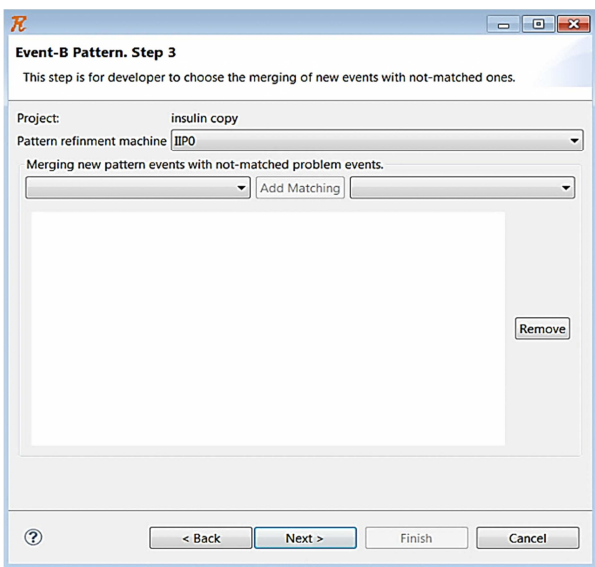 R
Event-B Pattern. Step 3
This step is for developer to choose the merging of new events with not-matched ones.
Project: insulin copy
Pattern refinment machine IIP0
Merging new pattern events with not-matched problem events.
Add Matching
Remove
? < Back Next > Finish Cancel